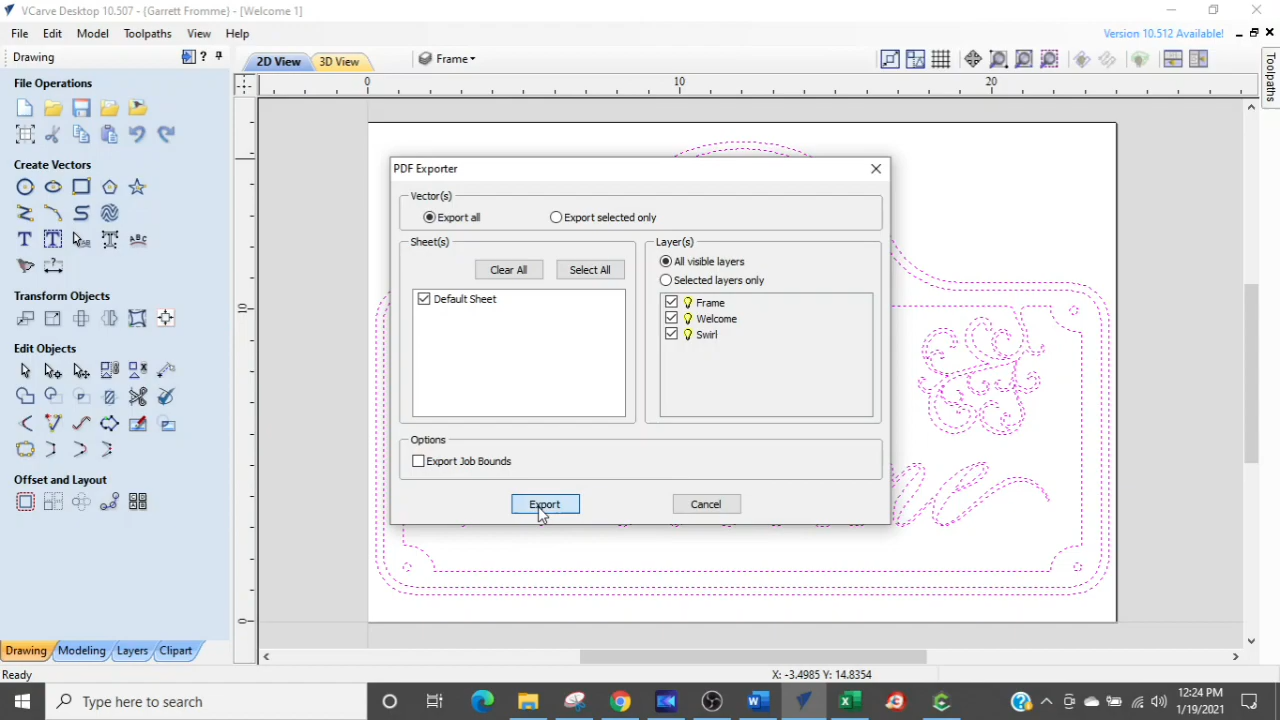 VCarve Desktop 10.507 - {Garrett Fromme} - [Welcome 1]
File Edit Model Toolpaths View Help
Version 10.512 Available!
Drawing
2D View 3D View Frame
Toolpaths
File Operations
Create Vectors
Transform Objects
Edit Objects
Offset and Layout
0 10 20
10
0
PDF Exporter
Vector(s)
Export all Export selected only
Sheet(s)
Clear All Select All
Default Sheet
Layer(s)
All visible layers
Selected layers only
Frame
Welcome
Swirl
Options
Export Job Bounds
Export Cancel
Drawing Modeling Layers Clipart
Ready
X: -3.4985 Y: 14.8354
Type here to search
12:24 PM
1/19/2021